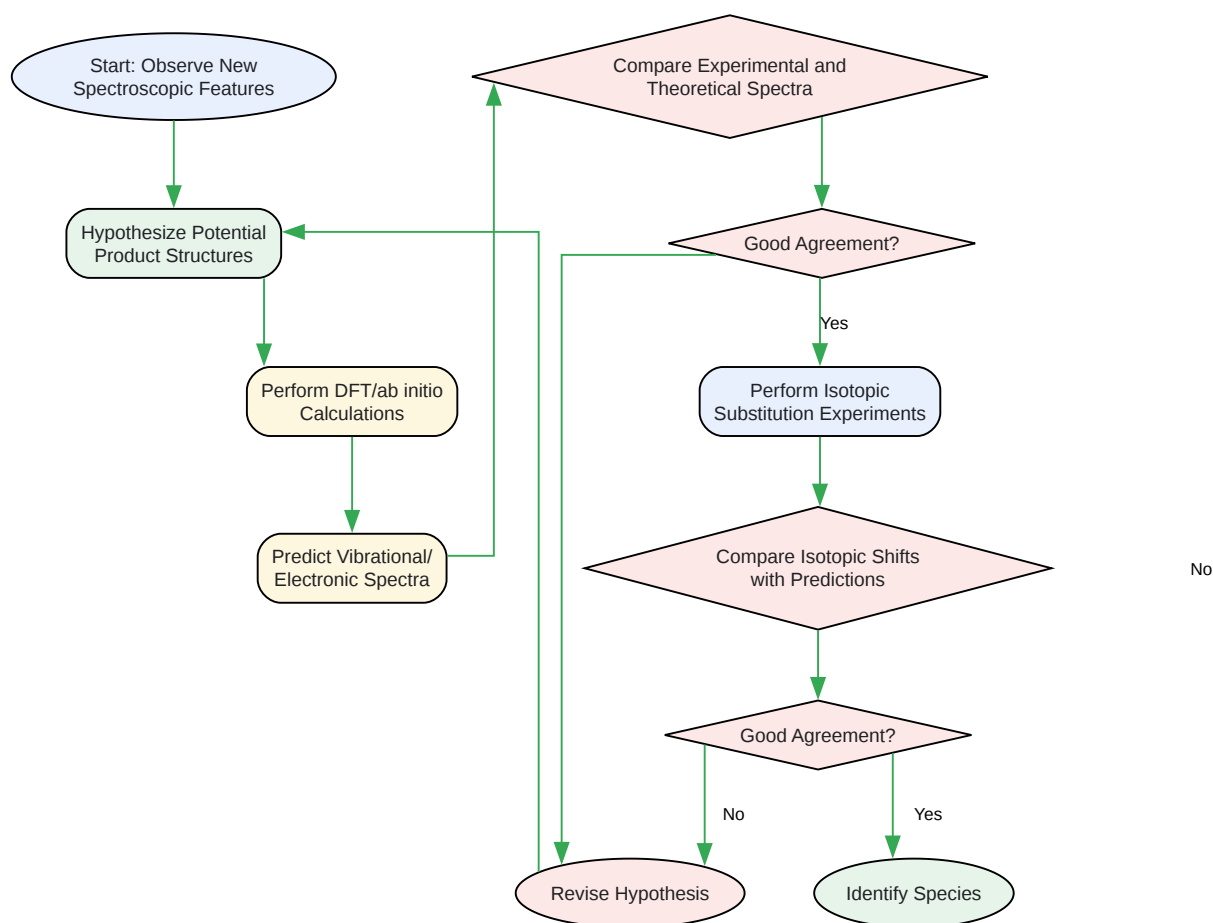 Start: Observe New
Spectroscopic Features
Compare Experimental and
Theoretical Spectra
Hypothesize Potential
Product Structures
Good Agreement?
Yes
Perform DFT/ab initio
Calculations
Perform Isotopic
Substitution Experiments
Predict Vibrational/
Electronic Spectra
Compare Isotopic Shifts
with Predictions
No
Good Agreement?
No
Yes
Revise Hypothesis
Identify Species